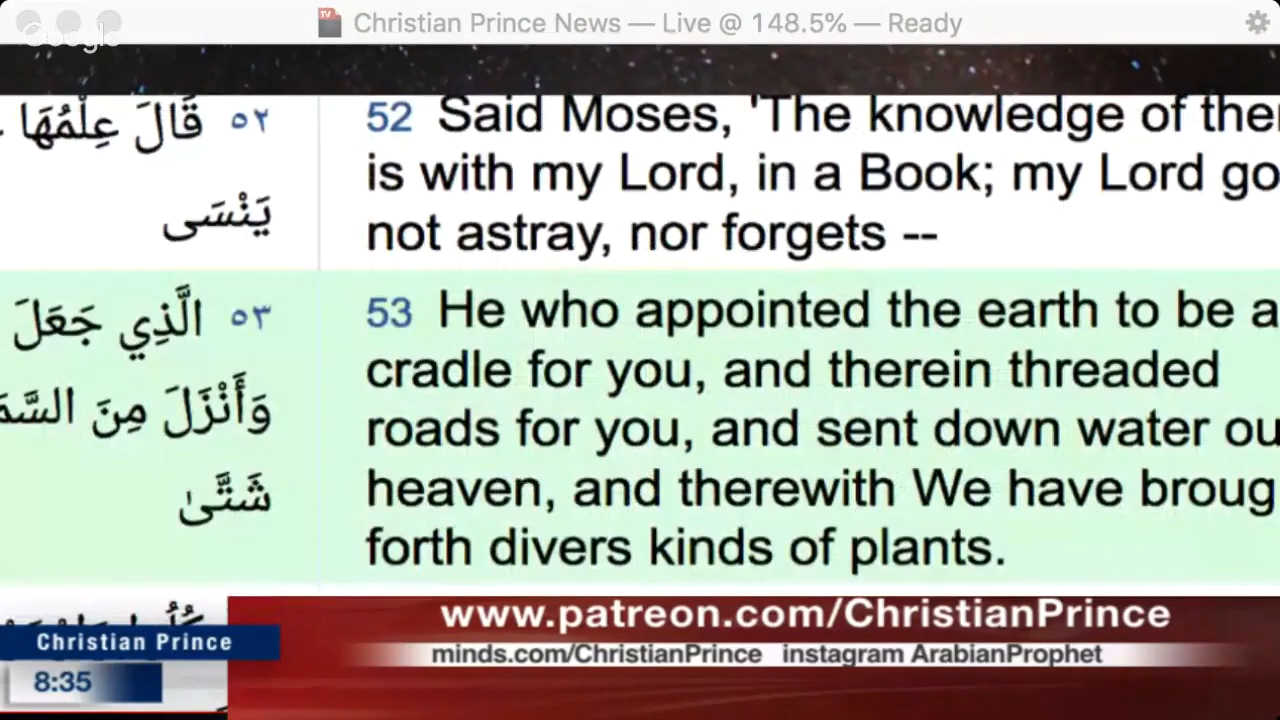 Christian Prince News — Live @ 148.5% — Ready
Google
قَالَ عِلْمُهَا ٥٢
يَنْسَى
52 Said Moses, 'The knowledge of the
is with my Lord, in a Book; my Lord go
not astray, nor forgets --
الَّذِي جَعَلَ ٥٣
وَأَنْزَلَ مِنَ السَّمَ
شَتَّىٰ
53 He who appointed the earth to be a
cradle for you, and therein threaded
roads for you, and sent down water ou
heaven, and therewith We have broug
forth divers kinds of plants.
www.patreon.com/ChristianPrince
Christian Prince
minds.com/ChristianPrince instagram ArabianProphet
8:35